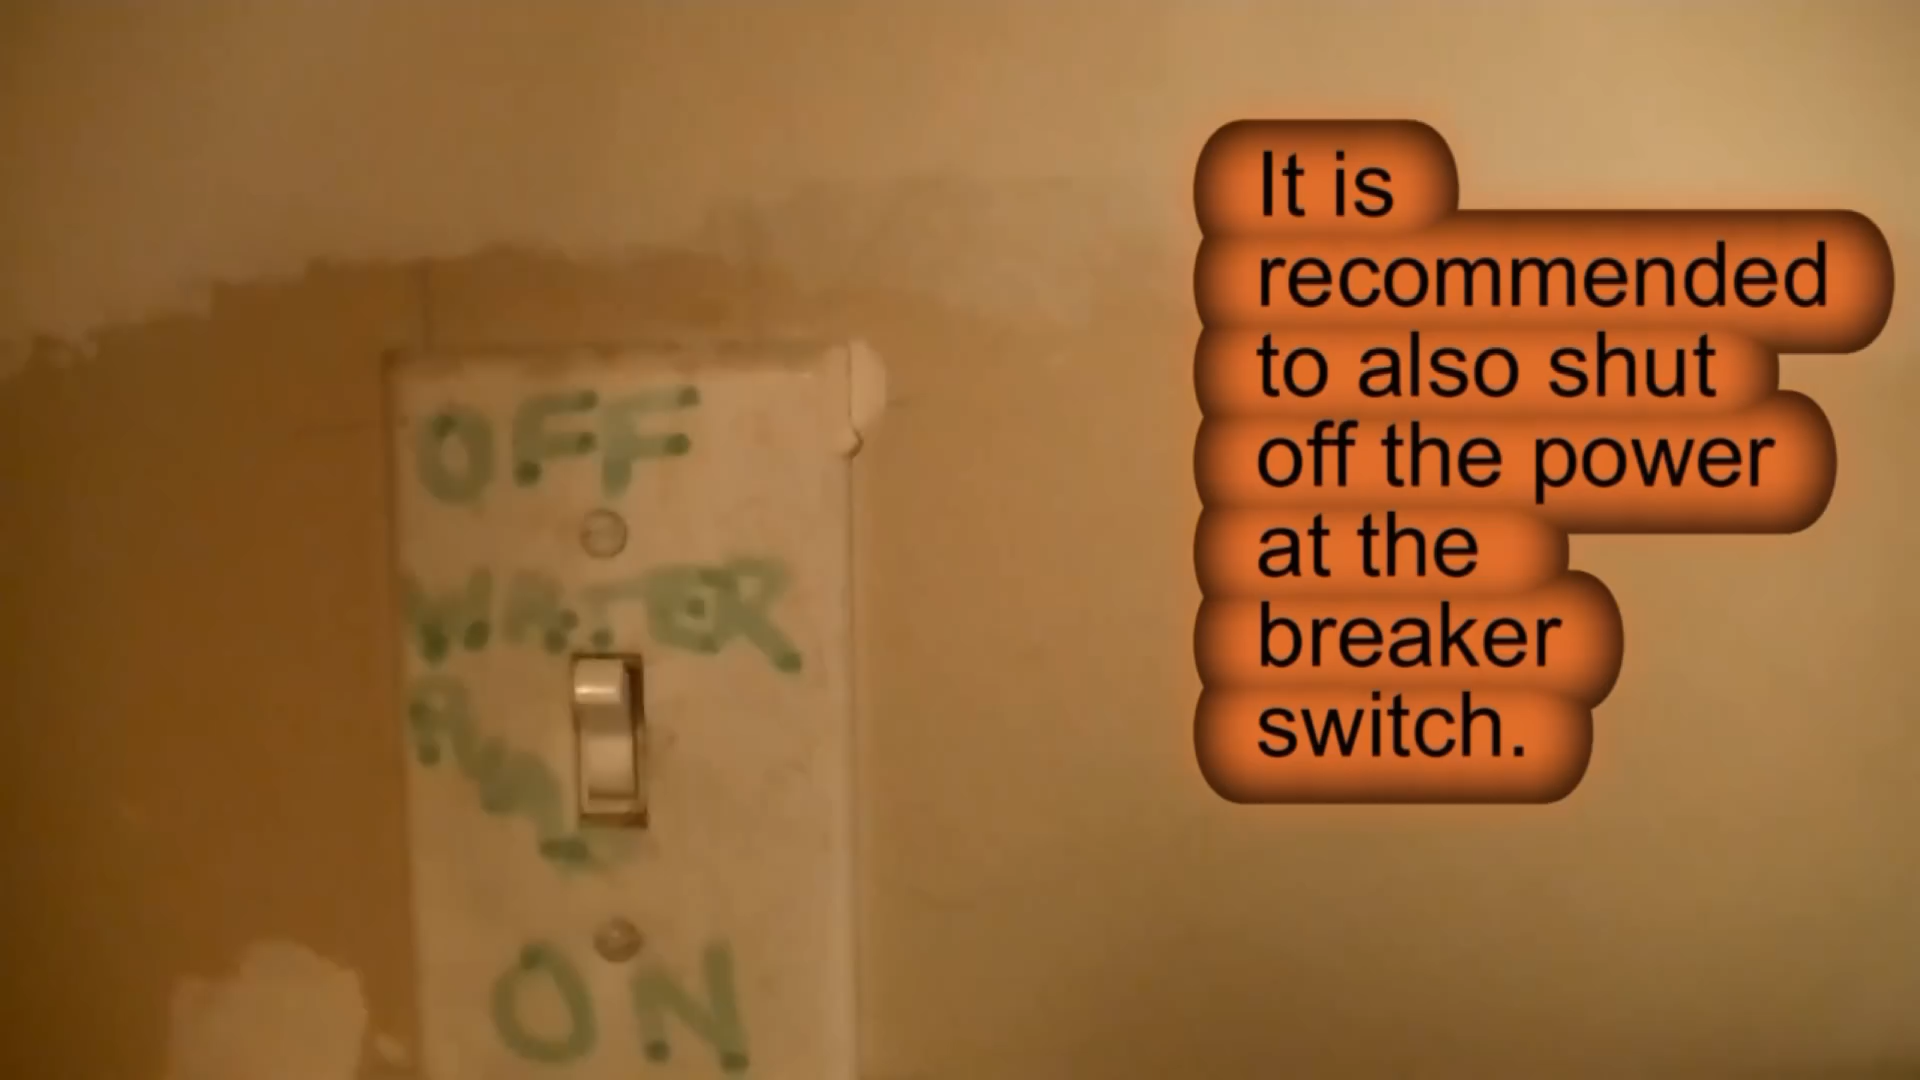 OFF
WATER
ON
It is
recommended
to also shut
off the power
at the
breaker
switch.